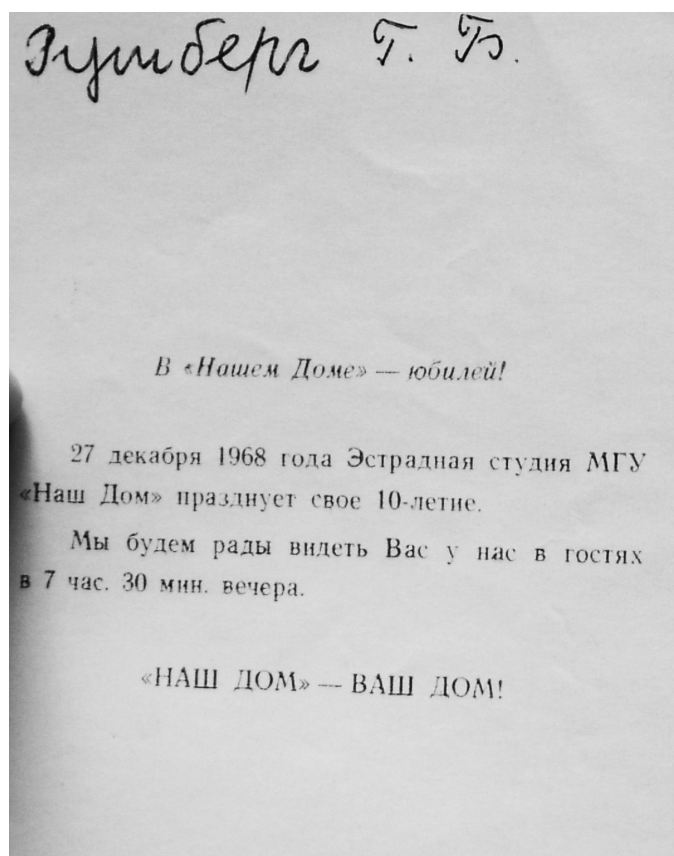 Г. Б.
В «Нашем Доме» — юбилей!
27 декабря 1968 года Эстрадная студия МГУ
«Наш Дом» празднует свое 10-летие.
Мы будем рады видеть Вас у нас в гостях
в 7 час. 30 мин. вечера.
«НАШ ДОМ» — ВАШ ДОМ!